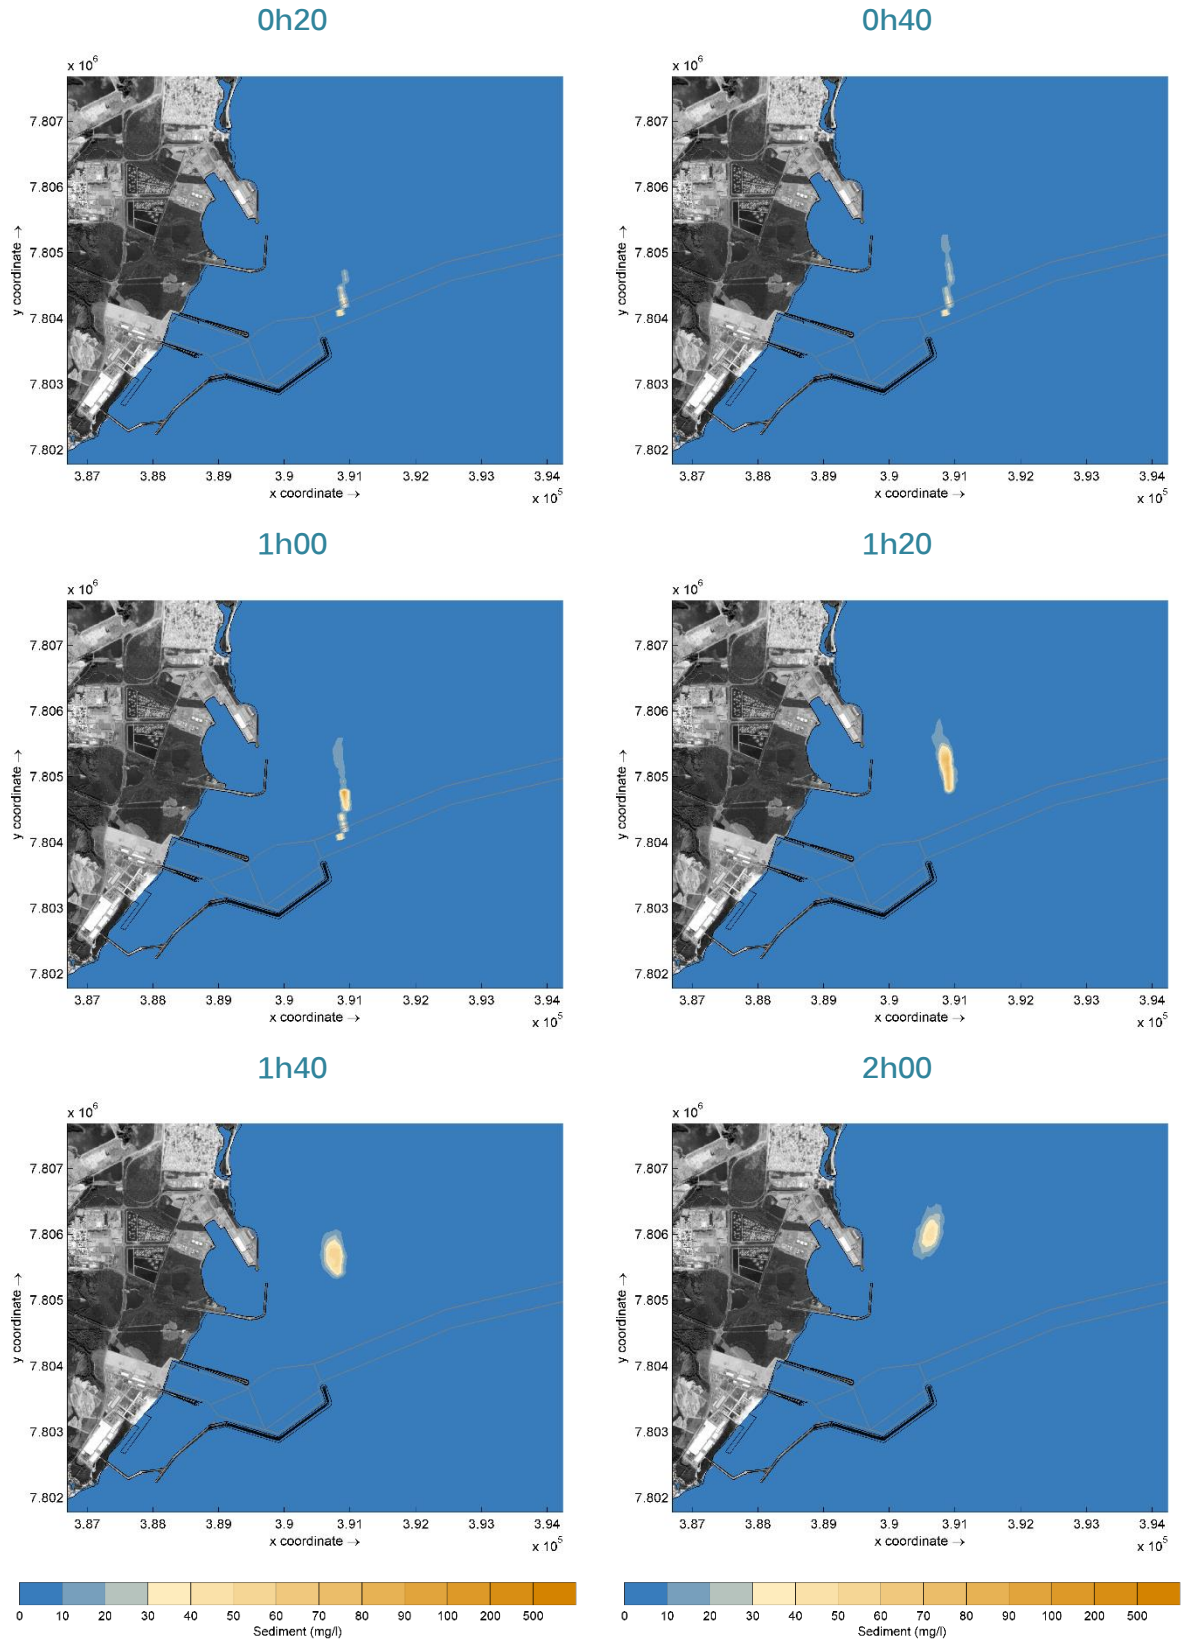 0h20
0h40
x 10^6
x 10^6
7.807
7.806
7.805
7.804
7.803
7.802
y coordinate →
3.87 3.88 3.89 3.9 3.91 3.92 3.93 3.94
x coordinate →
x 10^5
7.807
7.806
7.805
7.804
7.803
7.802
y coordinate →
3.87 3.88 3.89 3.9 3.91 3.92 3.93 3.94
x coordinate →
x 10^5
1h00
1h20
x 10^6
x 10^6
7.807
7.806
7.805
7.804
7.803
7.802
y coordinate →
3.87 3.88 3.89 3.9 3.91 3.92 3.93 3.94
x coordinate →
x 10^5
7.807
7.806
7.805
7.804
7.803
7.802
y coordinate →
3.87 3.88 3.89 3.9 3.91 3.92 3.93 3.94
x coordinate →
x 10^5
1h40
2h00
x 10^6
x 10^6
7.807
7.806
7.805
7.804
7.803
7.802
y coordinate →
3.87 3.88 3.89 3.9 3.91 3.92 3.93 3.94
x coordinate →
x 10^5
7.807
7.806
7.805
7.804
7.803
7.802
y coordinate →
3.87 3.88 3.89 3.9 3.91 3.92 3.93 3.94
x coordinate →
x 10^5
0 10 20 30 40 50 60 70 80 90 100 200 500
Sediment (mg/l)
0 10 20 30 40 50 60 70 80 90 100 200 500
Sediment (mg/l)